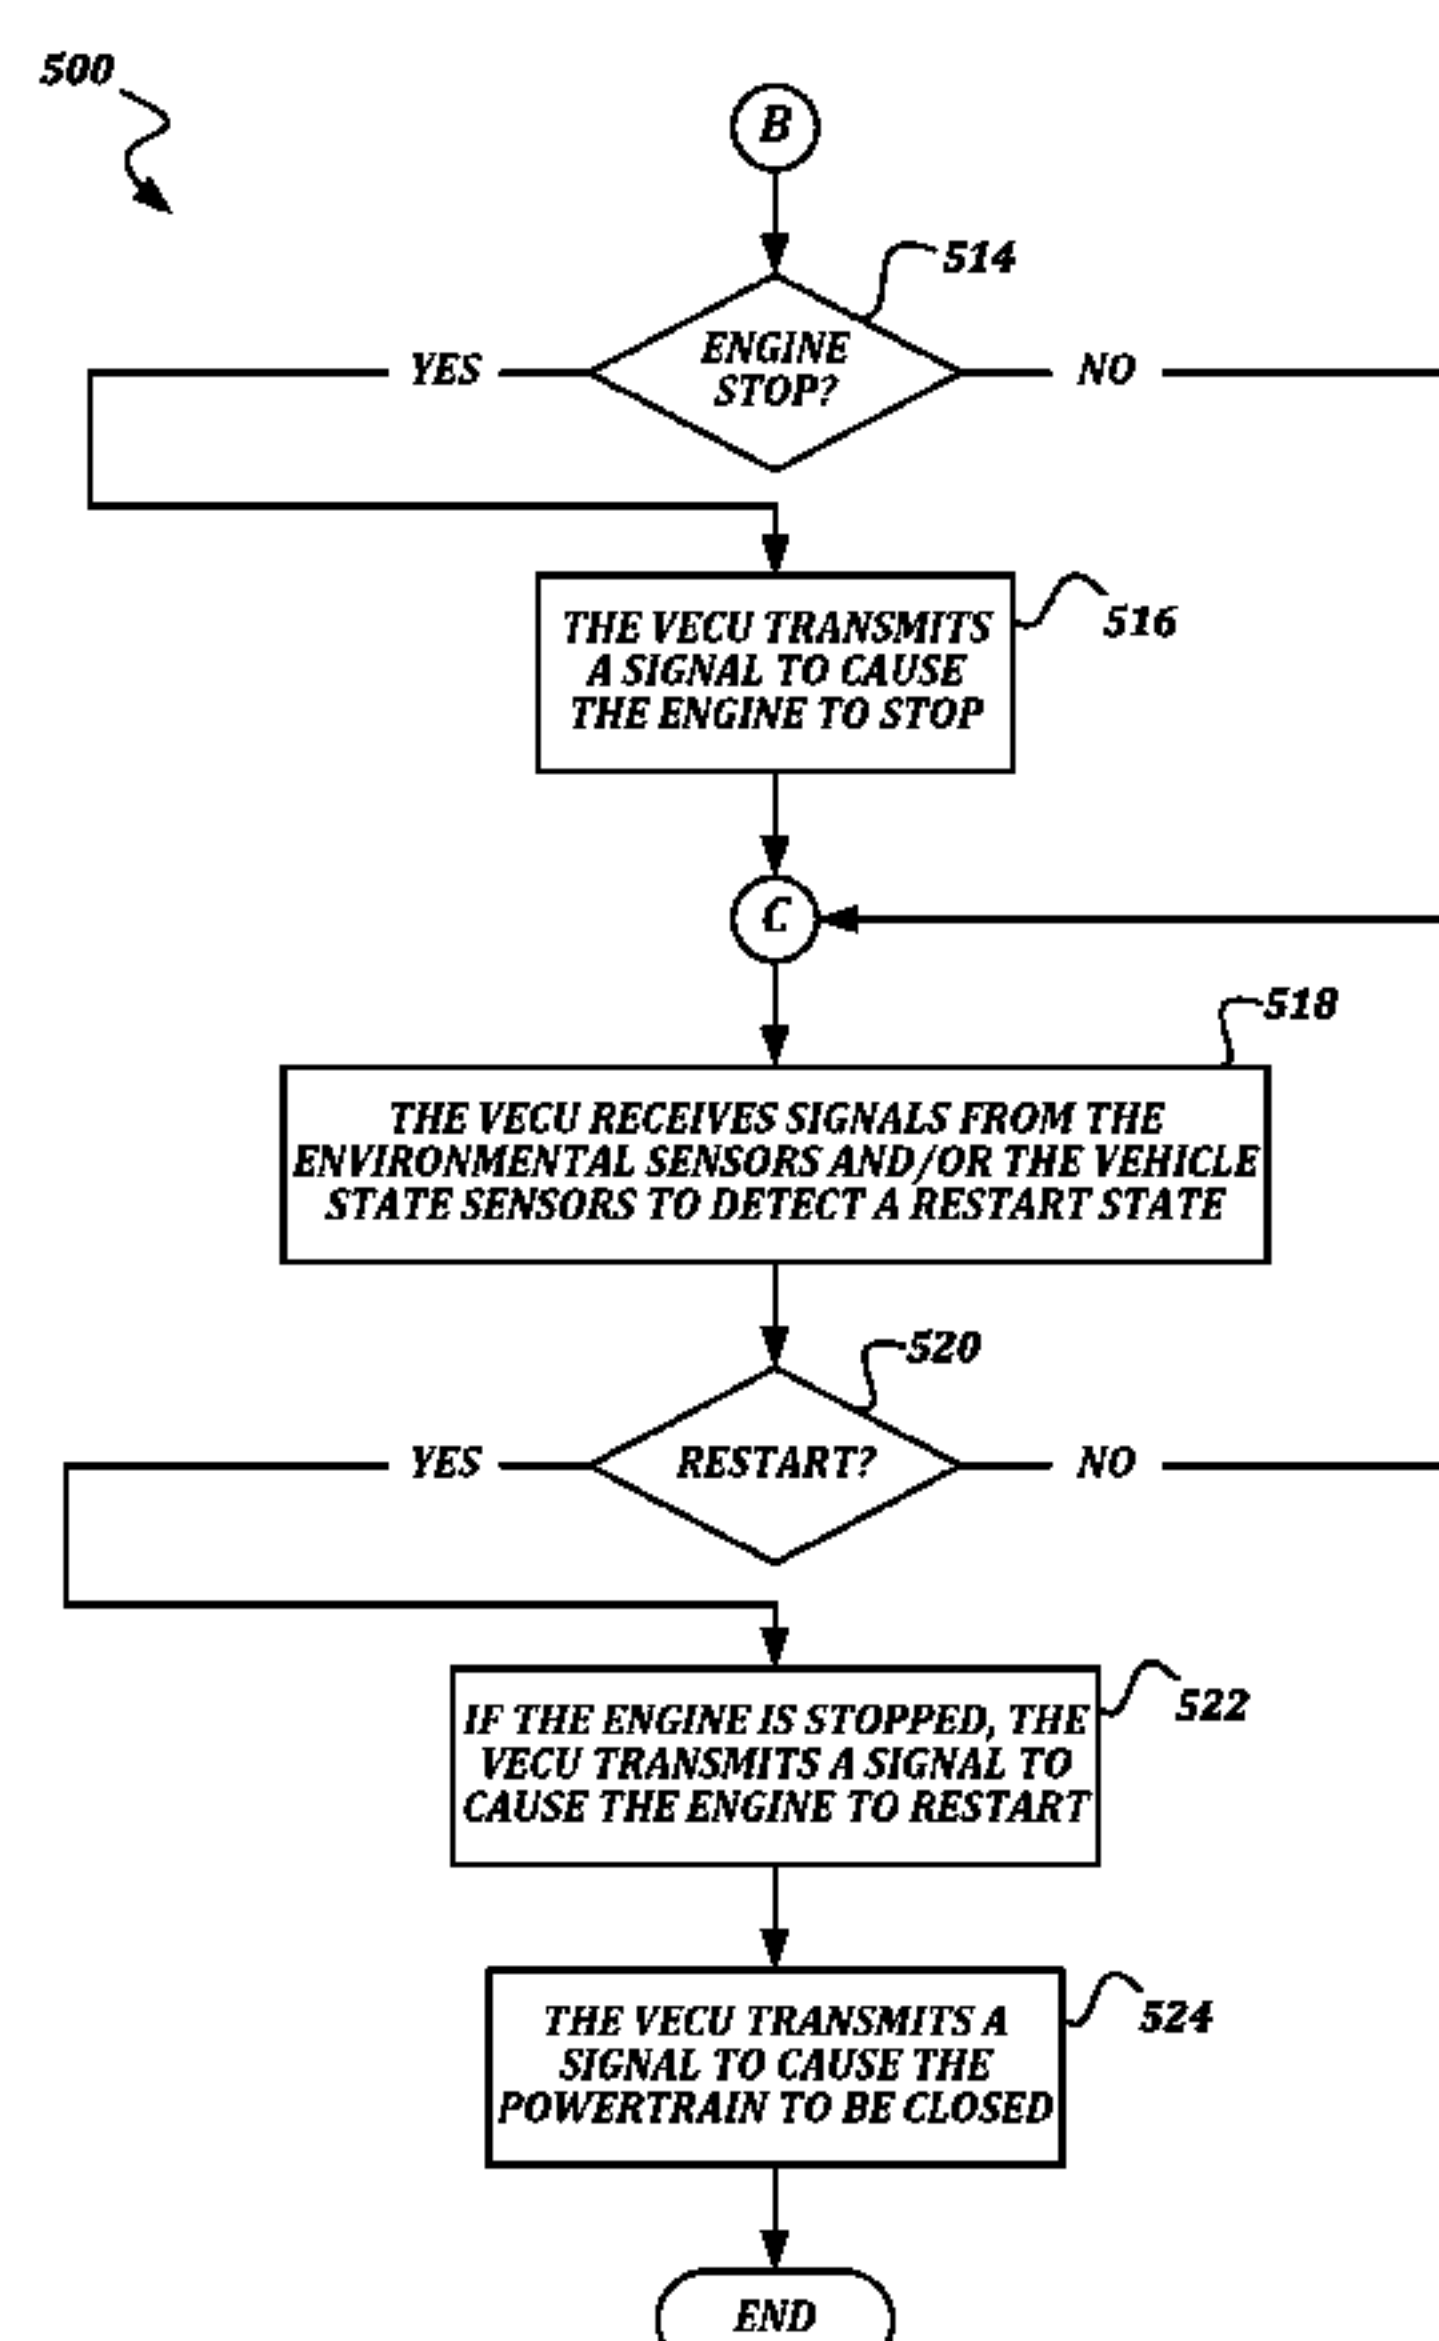 500
B
514
ENGINE
STOP?
YES
NO
THE VECU TRANSMITS
A SIGNAL TO CAUSE
THE ENGINE TO STOP
516
C
518
THE VECU RECEIVES SIGNALS FROM THE
ENVIRONMENTAL SENSORS AND/OR THE VEHICLE
STATE SENSORS TO DETECT A RESTART STATE
520
YES
RESTART?
NO
IF THE ENGINE IS STOPPED, THE
VECU TRANSMITS A SIGNAL TO
CAUSE THE ENGINE TO RESTART
522
THE VECU TRANSMITS A
SIGNAL TO CAUSE THE
POWERTRAIN TO BE CLOSED
524
END